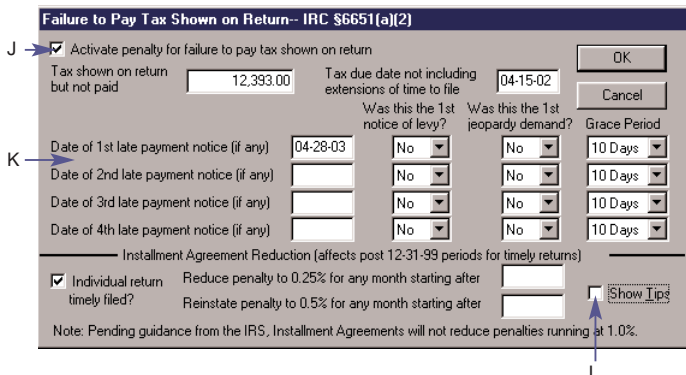 Failure to Pay Tax Shown on Return-- IRC §6651(a)(2)
J
Activate penalty for failure to pay tax shown on return
OK
Tax shown on return
but not paid
12,393.00
Tax due date not including
extensions of time to file
04-15-02
Cancel
Was this the 1st
notice of levy?
Was this the 1st
jeopardy demand?
Grace Period
K
Date of 1st late payment notice (if any) 04-28-03 No No 10 Days
Date of 2nd late payment notice (if any) No No 10 Days
Date of 3rd late payment notice (if any) No No 10 Days
Date of 4th late payment notice (if any) No No 10 Days
Installment Agreement Reduction (affects post 12-31-99 periods for timely returns)
Individual return
timely filed?
Reduce penalty to 0.25% for any month starting after
Reinstate penalty to 0.5% for any month starting after
Show Tips
Note: Pending guidance from the IRS, Installment Agreements will not reduce penalties running at 1.0%.